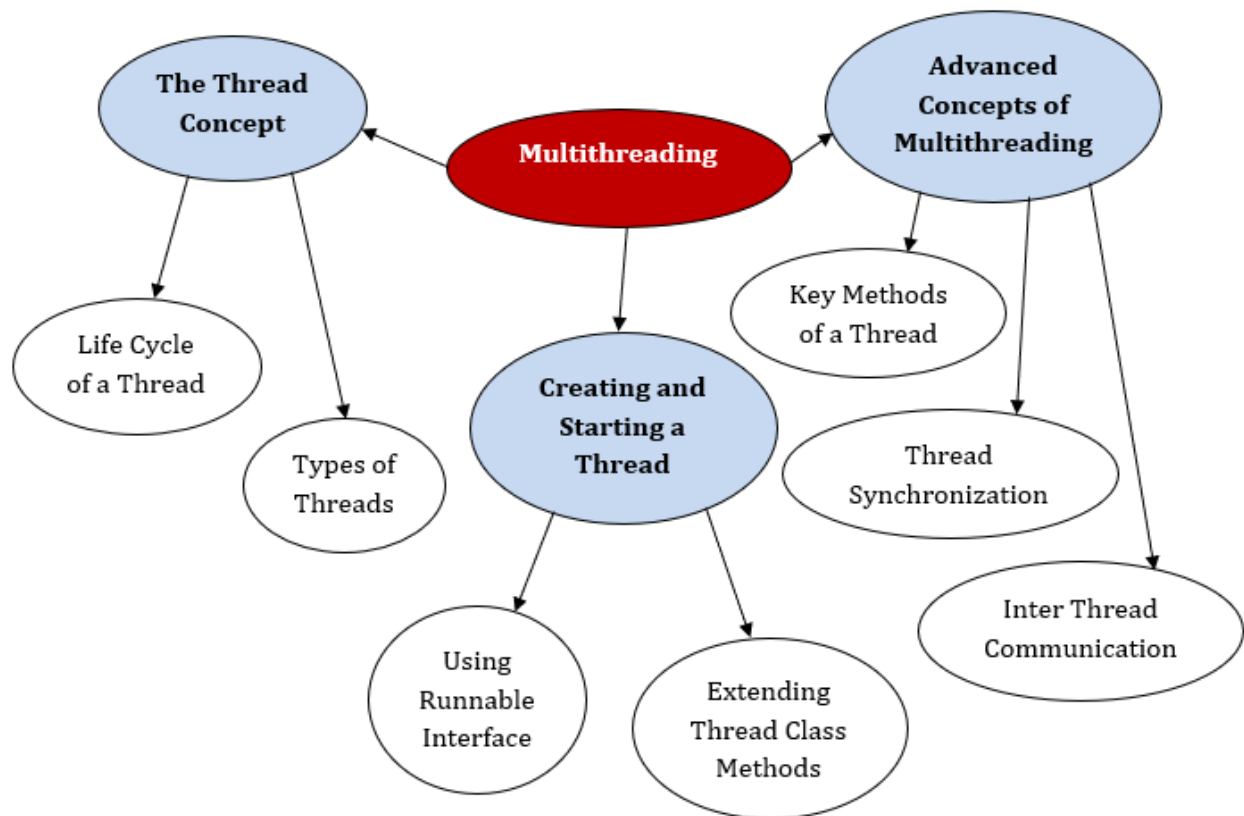 The Thread
Concept
Multithreading
Advanced
Concepts of
Multithreading
Life Cycle
of a Thread
Types of
Threads
Creating and
Starting a
Thread
Key Methods
of a Thread
Thread
Synchronization
Inter Thread
Communication
Using
Runnable
Interface
Extending
Thread Class
Methods